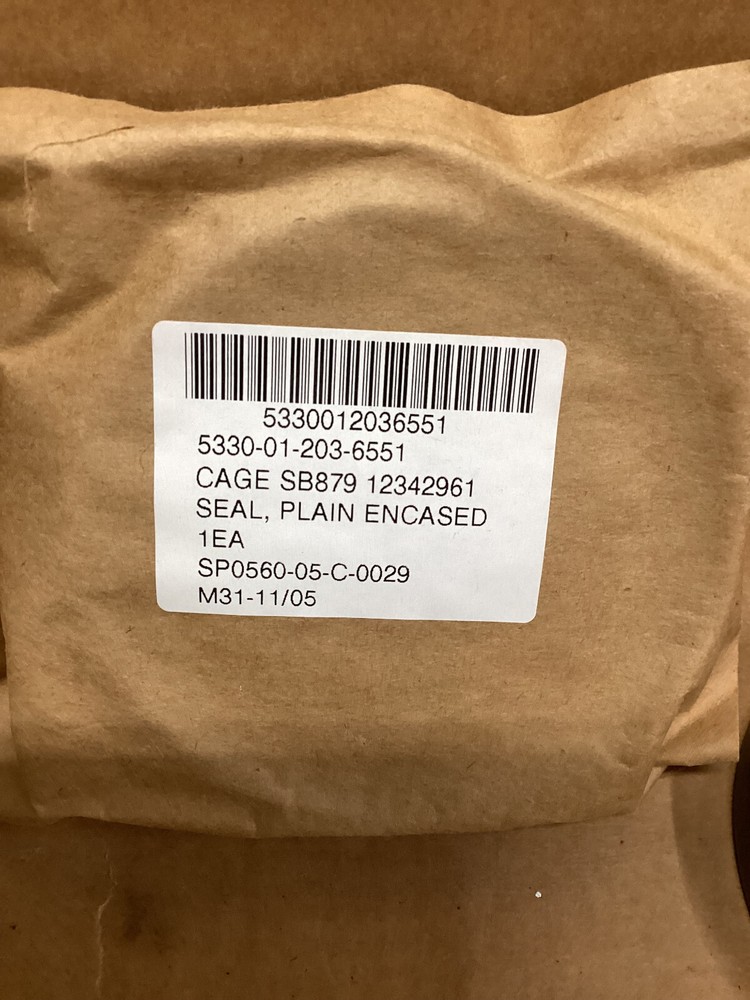 5330012036551
5330-01-203-6551
CAGE SB879 12342961
SEAL, PLAIN ENCASED
1EA
SP0560-05-C-0029
M31-11/05